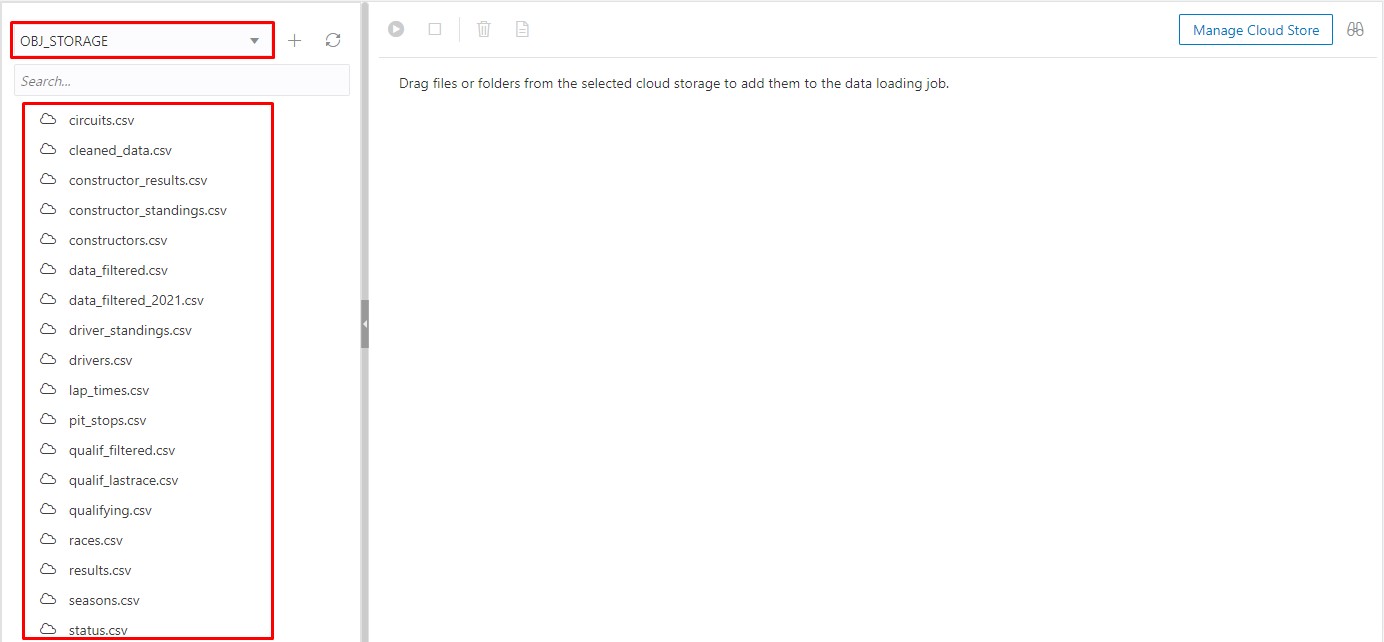 OBJ_STORAGE
Manage Cloud Store
Search...
Drag files or folders from the selected cloud storage to add them to the data loading job.
circuits.csv
cleaned_data.csv
constructor_results.csv
constructor_standings.csv
constructors.csv
data_filtered.csv
data_filtered_2021.csv
driver_standings.csv
drivers.csv
lap_times.csv
pit_stops.csv
qualif_filtered.csv
qualif_lastrace.csv
qualifying.csv
races.csv
results.csv
seasons.csv
status.csv